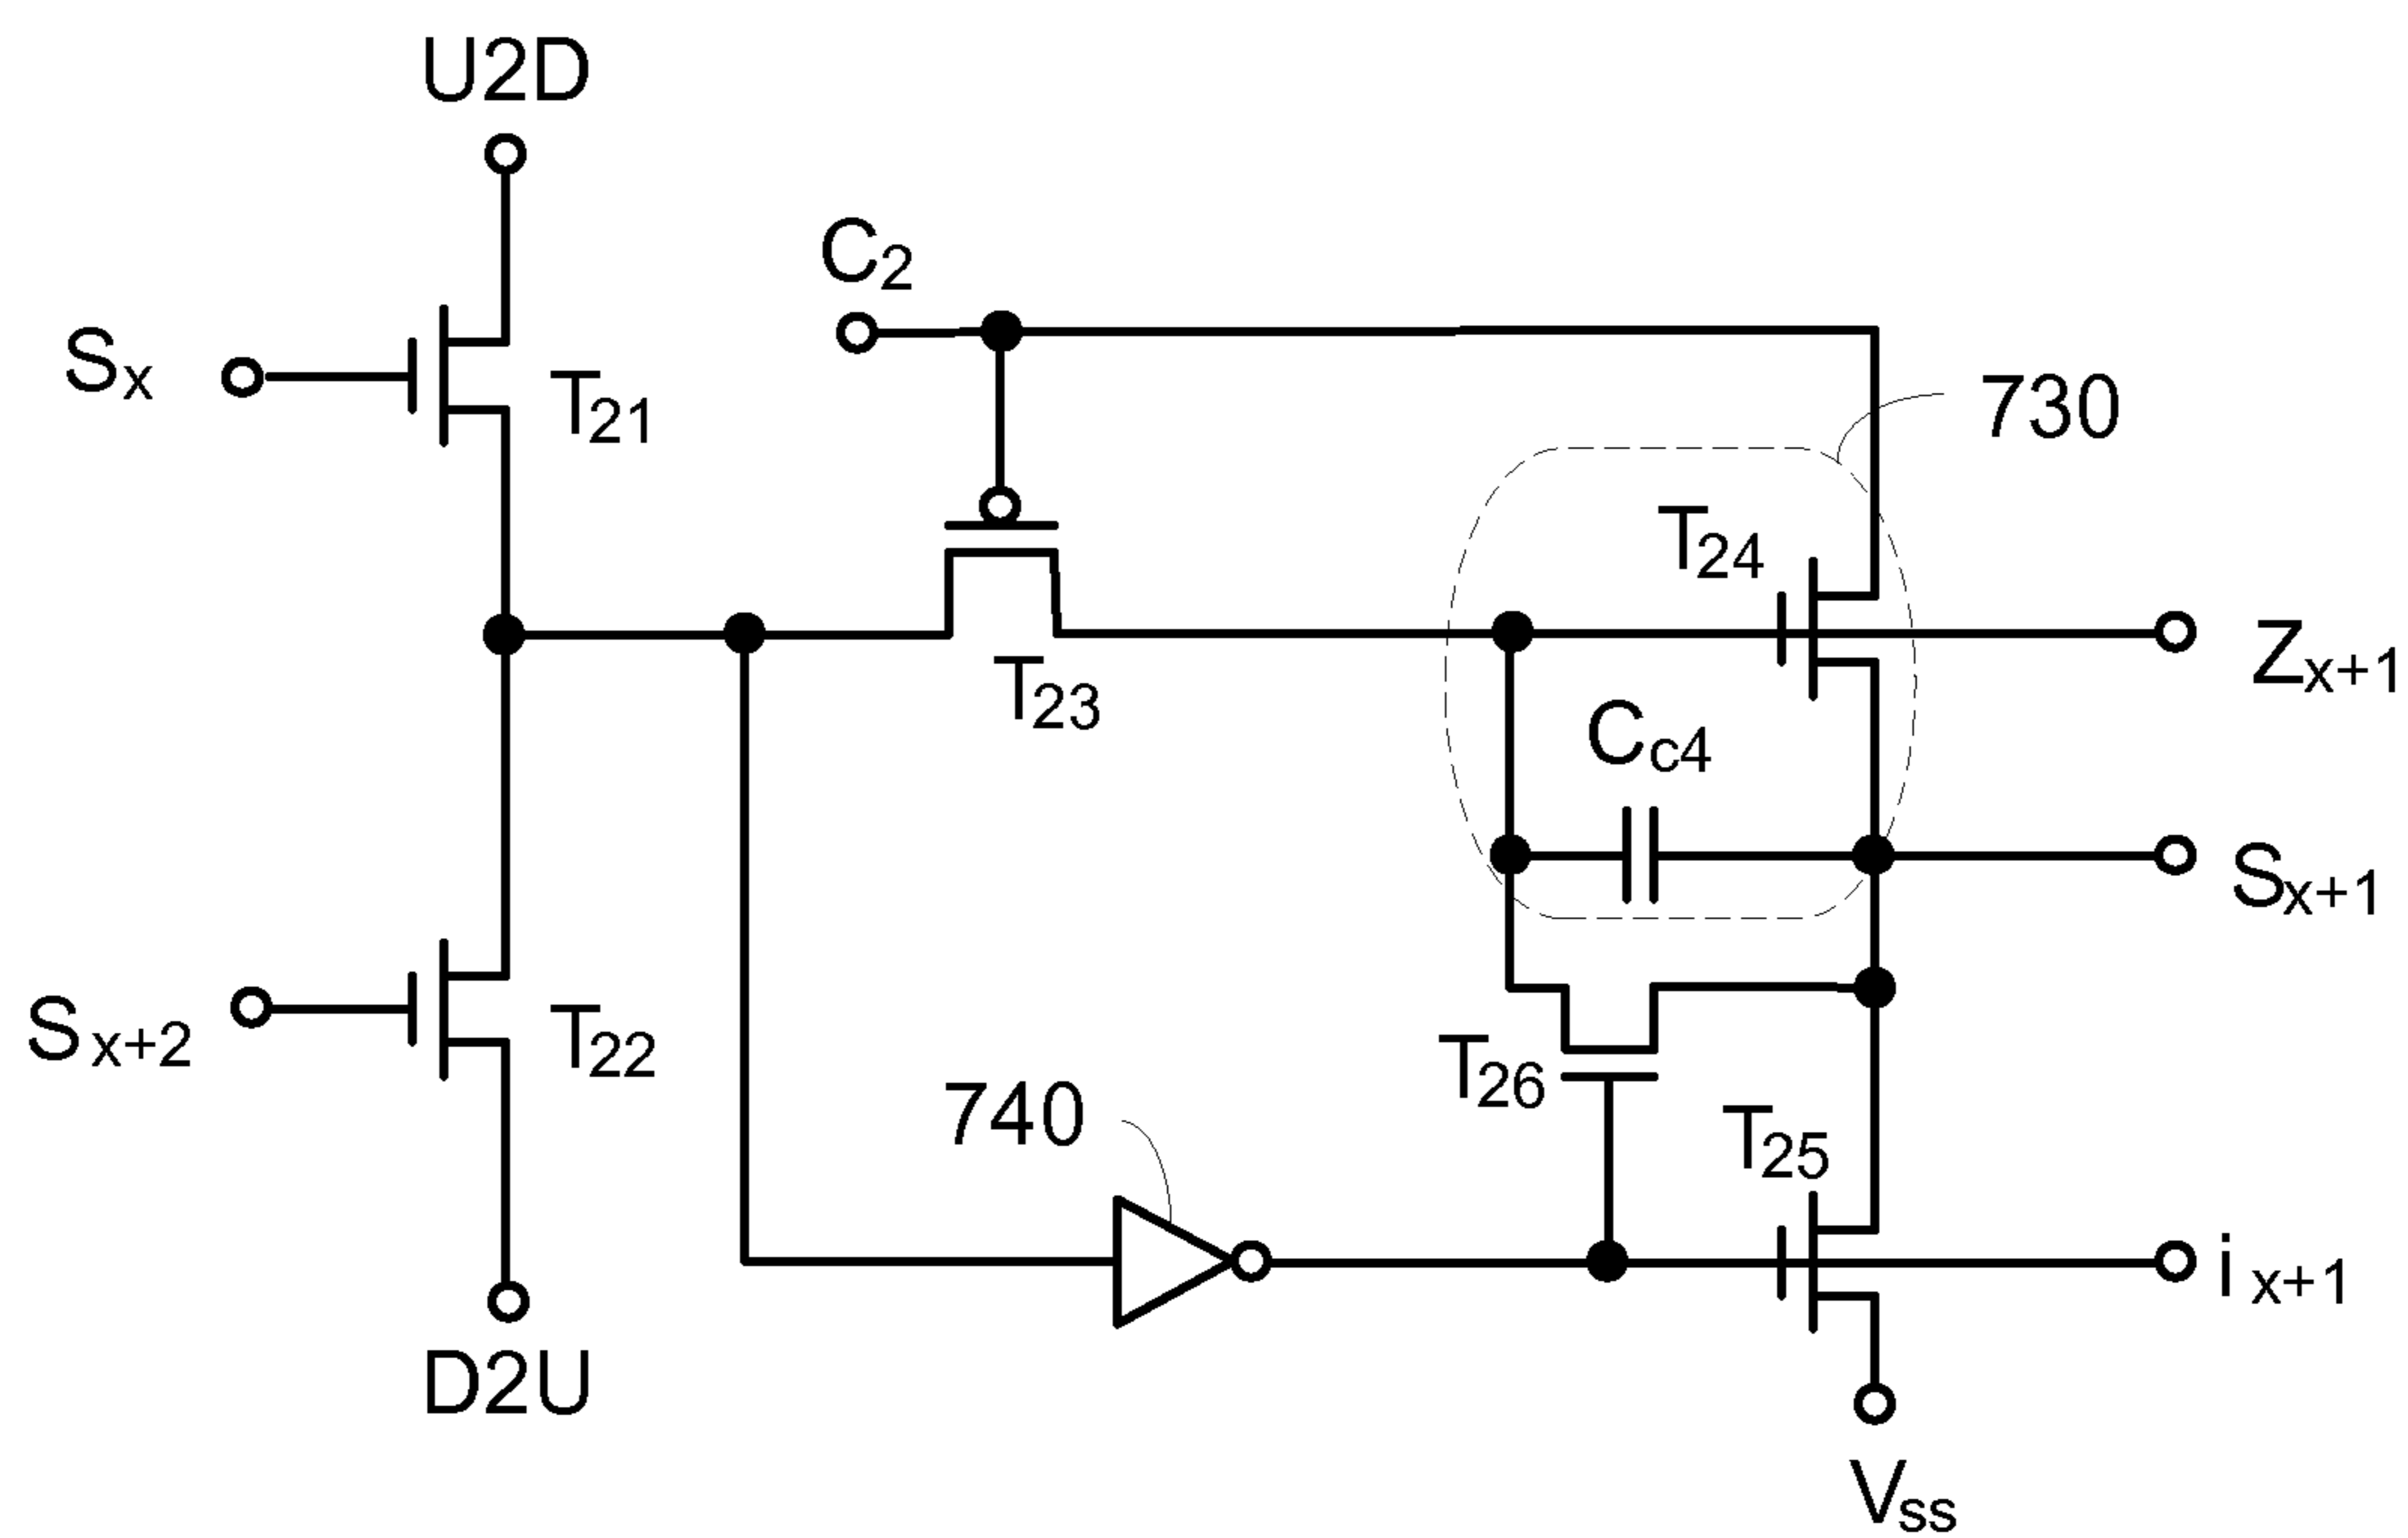 U2D
C2
Sx
T21
730
T24
Zx+1
T23
Cc4
Sx+1
Sx+2
T22
T26
740
T25
ix+1
D2U
Vss